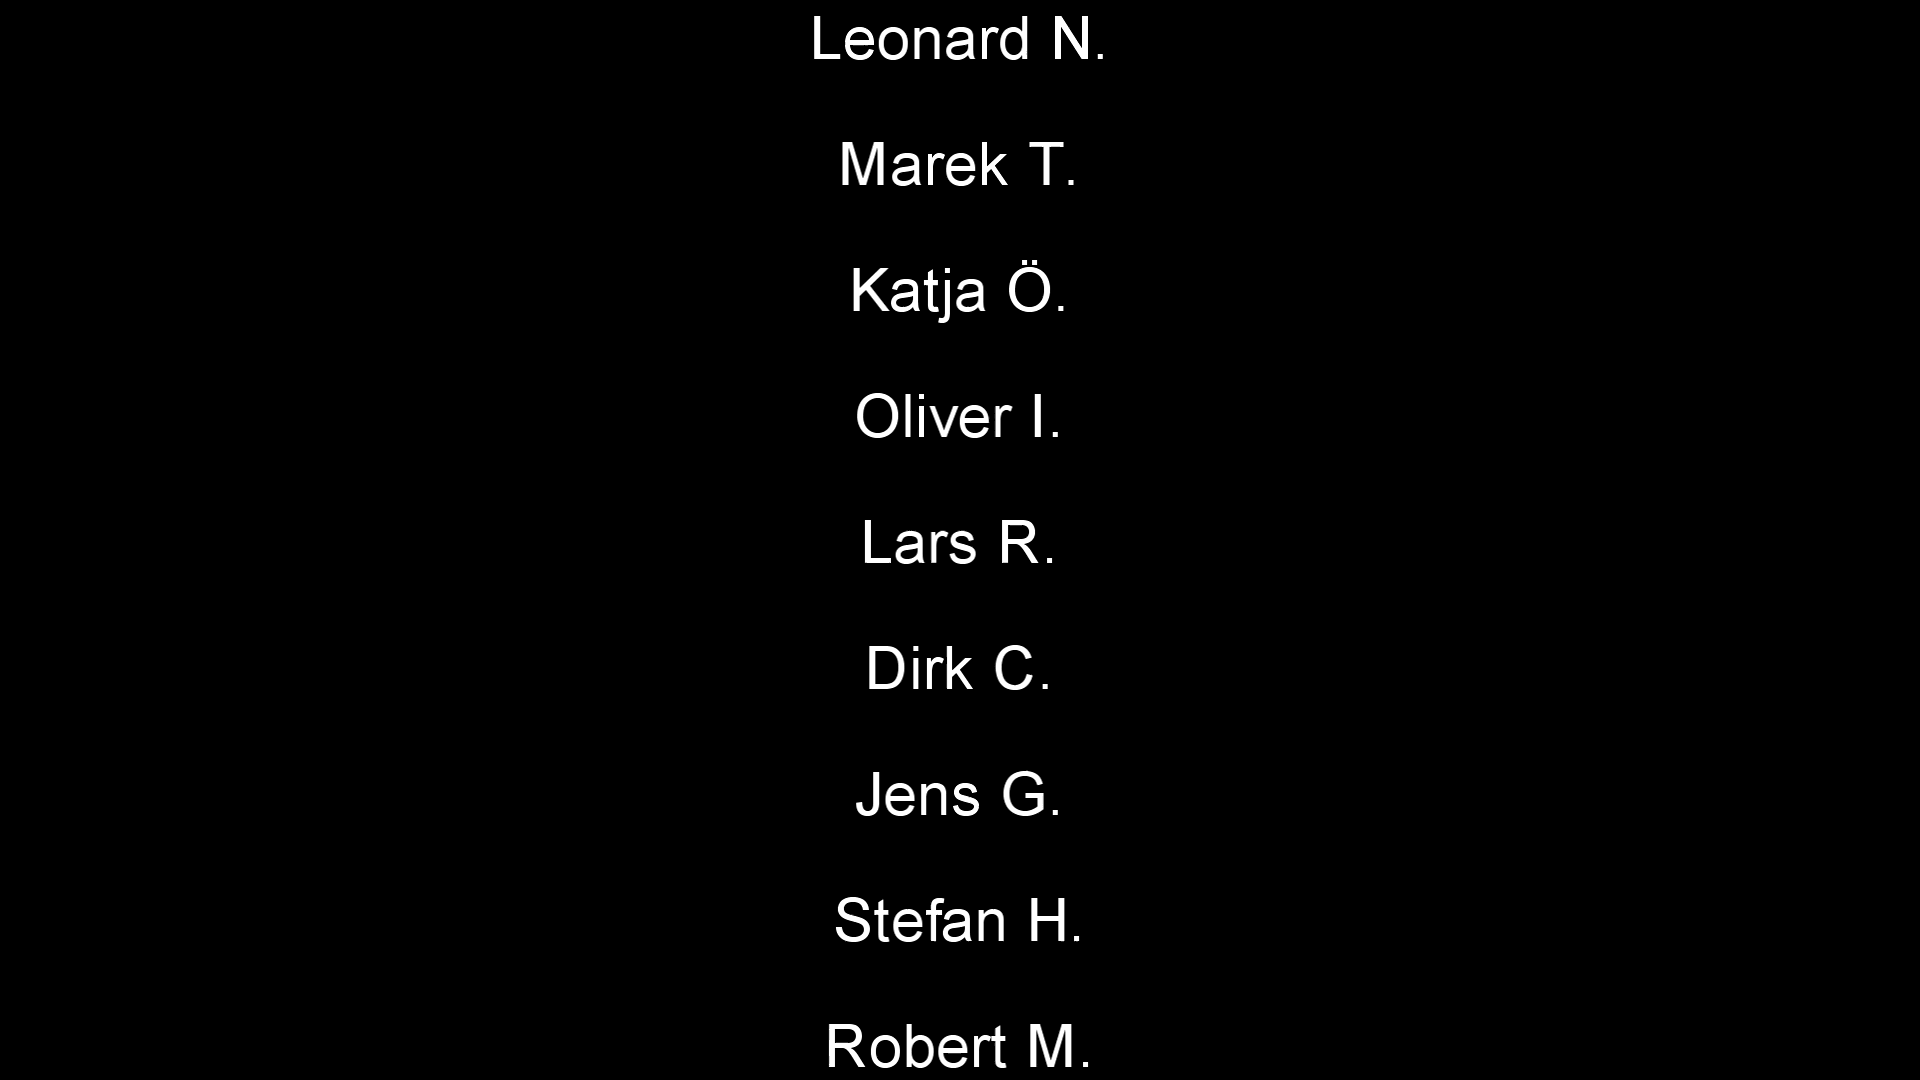 Leonard N.
Marek T.
Katja Ö.
Oliver I.
Lars R.
Dirk C.
Jens G.
Stefan H.
Robert M.